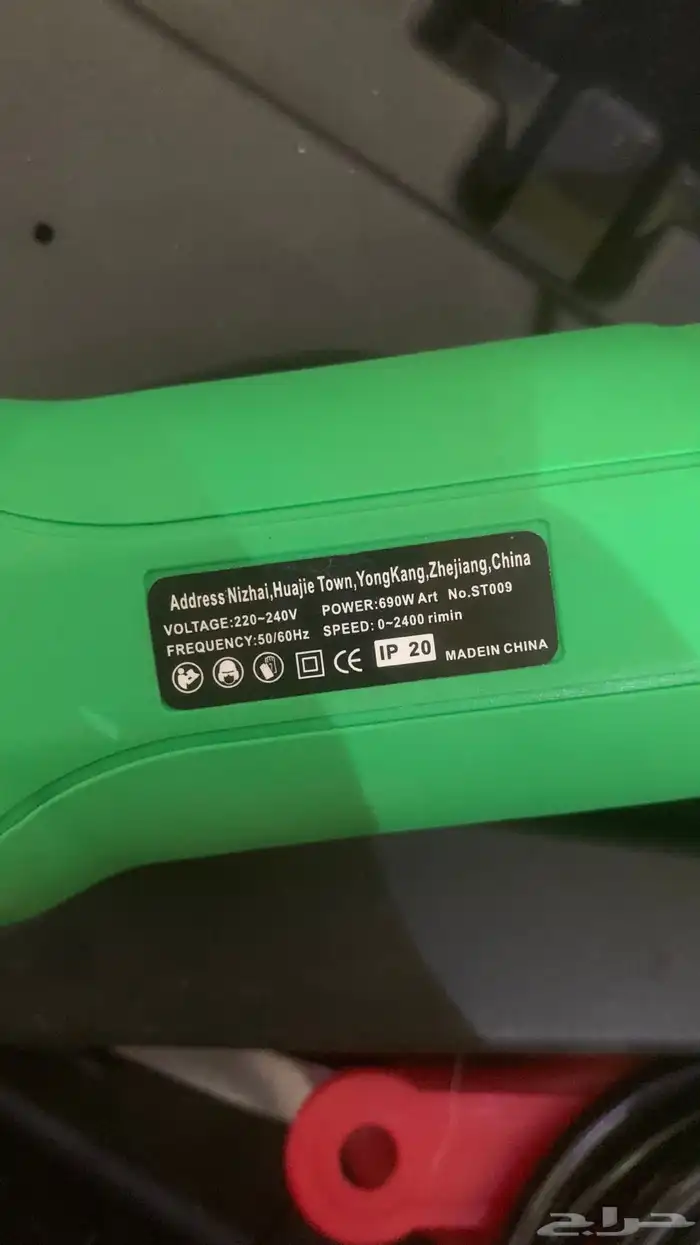 Address:Nizhai,Huajie Town,YongKang,Zhejiang,China
VOLTAGE:220~240V POWER:690W Art No.ST009
FREQUENCY:50/60Hz SPEED: 0~2400 rimin
CE IP 20 MADEIN CHINA
حراج